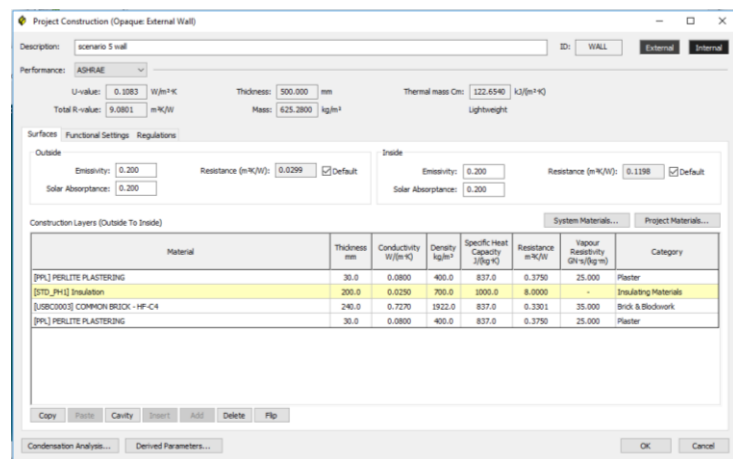 Project Construction (Opaque: External Wall)
Description: scenario 5 wall ID: WALL External Internal
Performance: ASHRAE
U-value: 0.1083 W/m²·K Thickness: 500.000 mm Thermal mass Cm: 122.6540 kJ/(m²·K)
Total R-value: 9.0801 m²K/W Mass: 625.2800 kg/m² Lightweight
Surfaces Functional Settings Regulations
Outside Inside
Emissivity: 0.200 Resistance (m²K/W): 0.0299 Default Emissivity: 0.200 Resistance (m²K/W): 0.1198 Default
Solar Absorptance: 0.200 Solar Absorptance: 0.200
Construction Layers (Outside To Inside) System Materials... Project Materials...
Material Thickness mm Conductivity W/(m·K) Density kg/m³ Specific Heat Capacity J/(kg·K) Resistance m²K/W Vapour Resistivity GN·s/(kg·m) Category
[PPL] PERLITE PLASTERING 30.0 0.0800 400.0 837.0 0.3750 25.000 Plaster
[STD_PH1] Insulation 200.0 0.0250 700.0 1000.0 8.0000 - Insulating Materials
[USBC0003] COMMON BRICK - HF-C4 240.0 0.7270 1922.0 837.0 0.3301 35.000 Brick & Blockwork
[PPL] PERLITE PLASTERING 30.0 0.0800 400.0 837.0 0.3750 25.000 Plaster
Copy Paste Cavity Insert Add Delete Flip
Condensation Analysis... Derived Parameters... OK Cancel